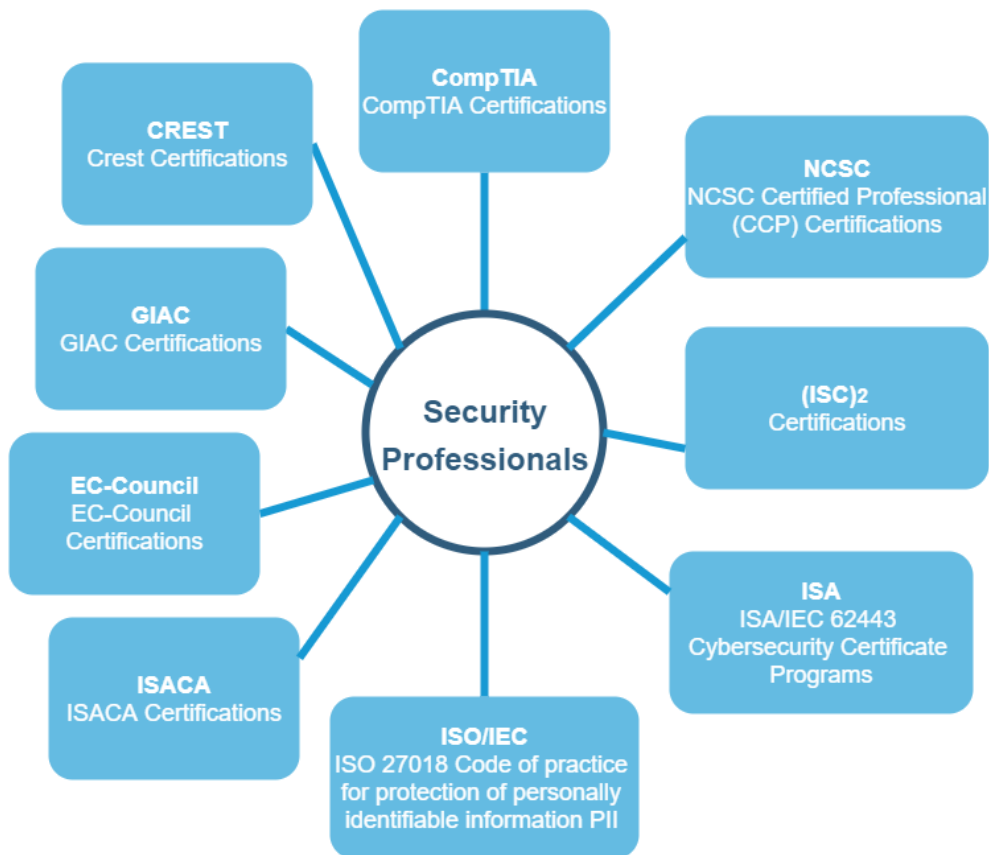 CompTIA
CompTIA Certifications
CREST
Crest Certifications
NCSC
NCSC Certified Professional
(CCP) Certifications
GIAC
GIAC Certifications
(ISC)2
Certifications
Security
Professionals
EC-Council
EC-Council
Certifications
ISA
ISA/IEC 62443
Cybersecurity Certificate
Programs
ISACA
ISACA Certifications
ISO/IEC
ISO 27018 Code of practice
for protection of personally
identifiable information PII